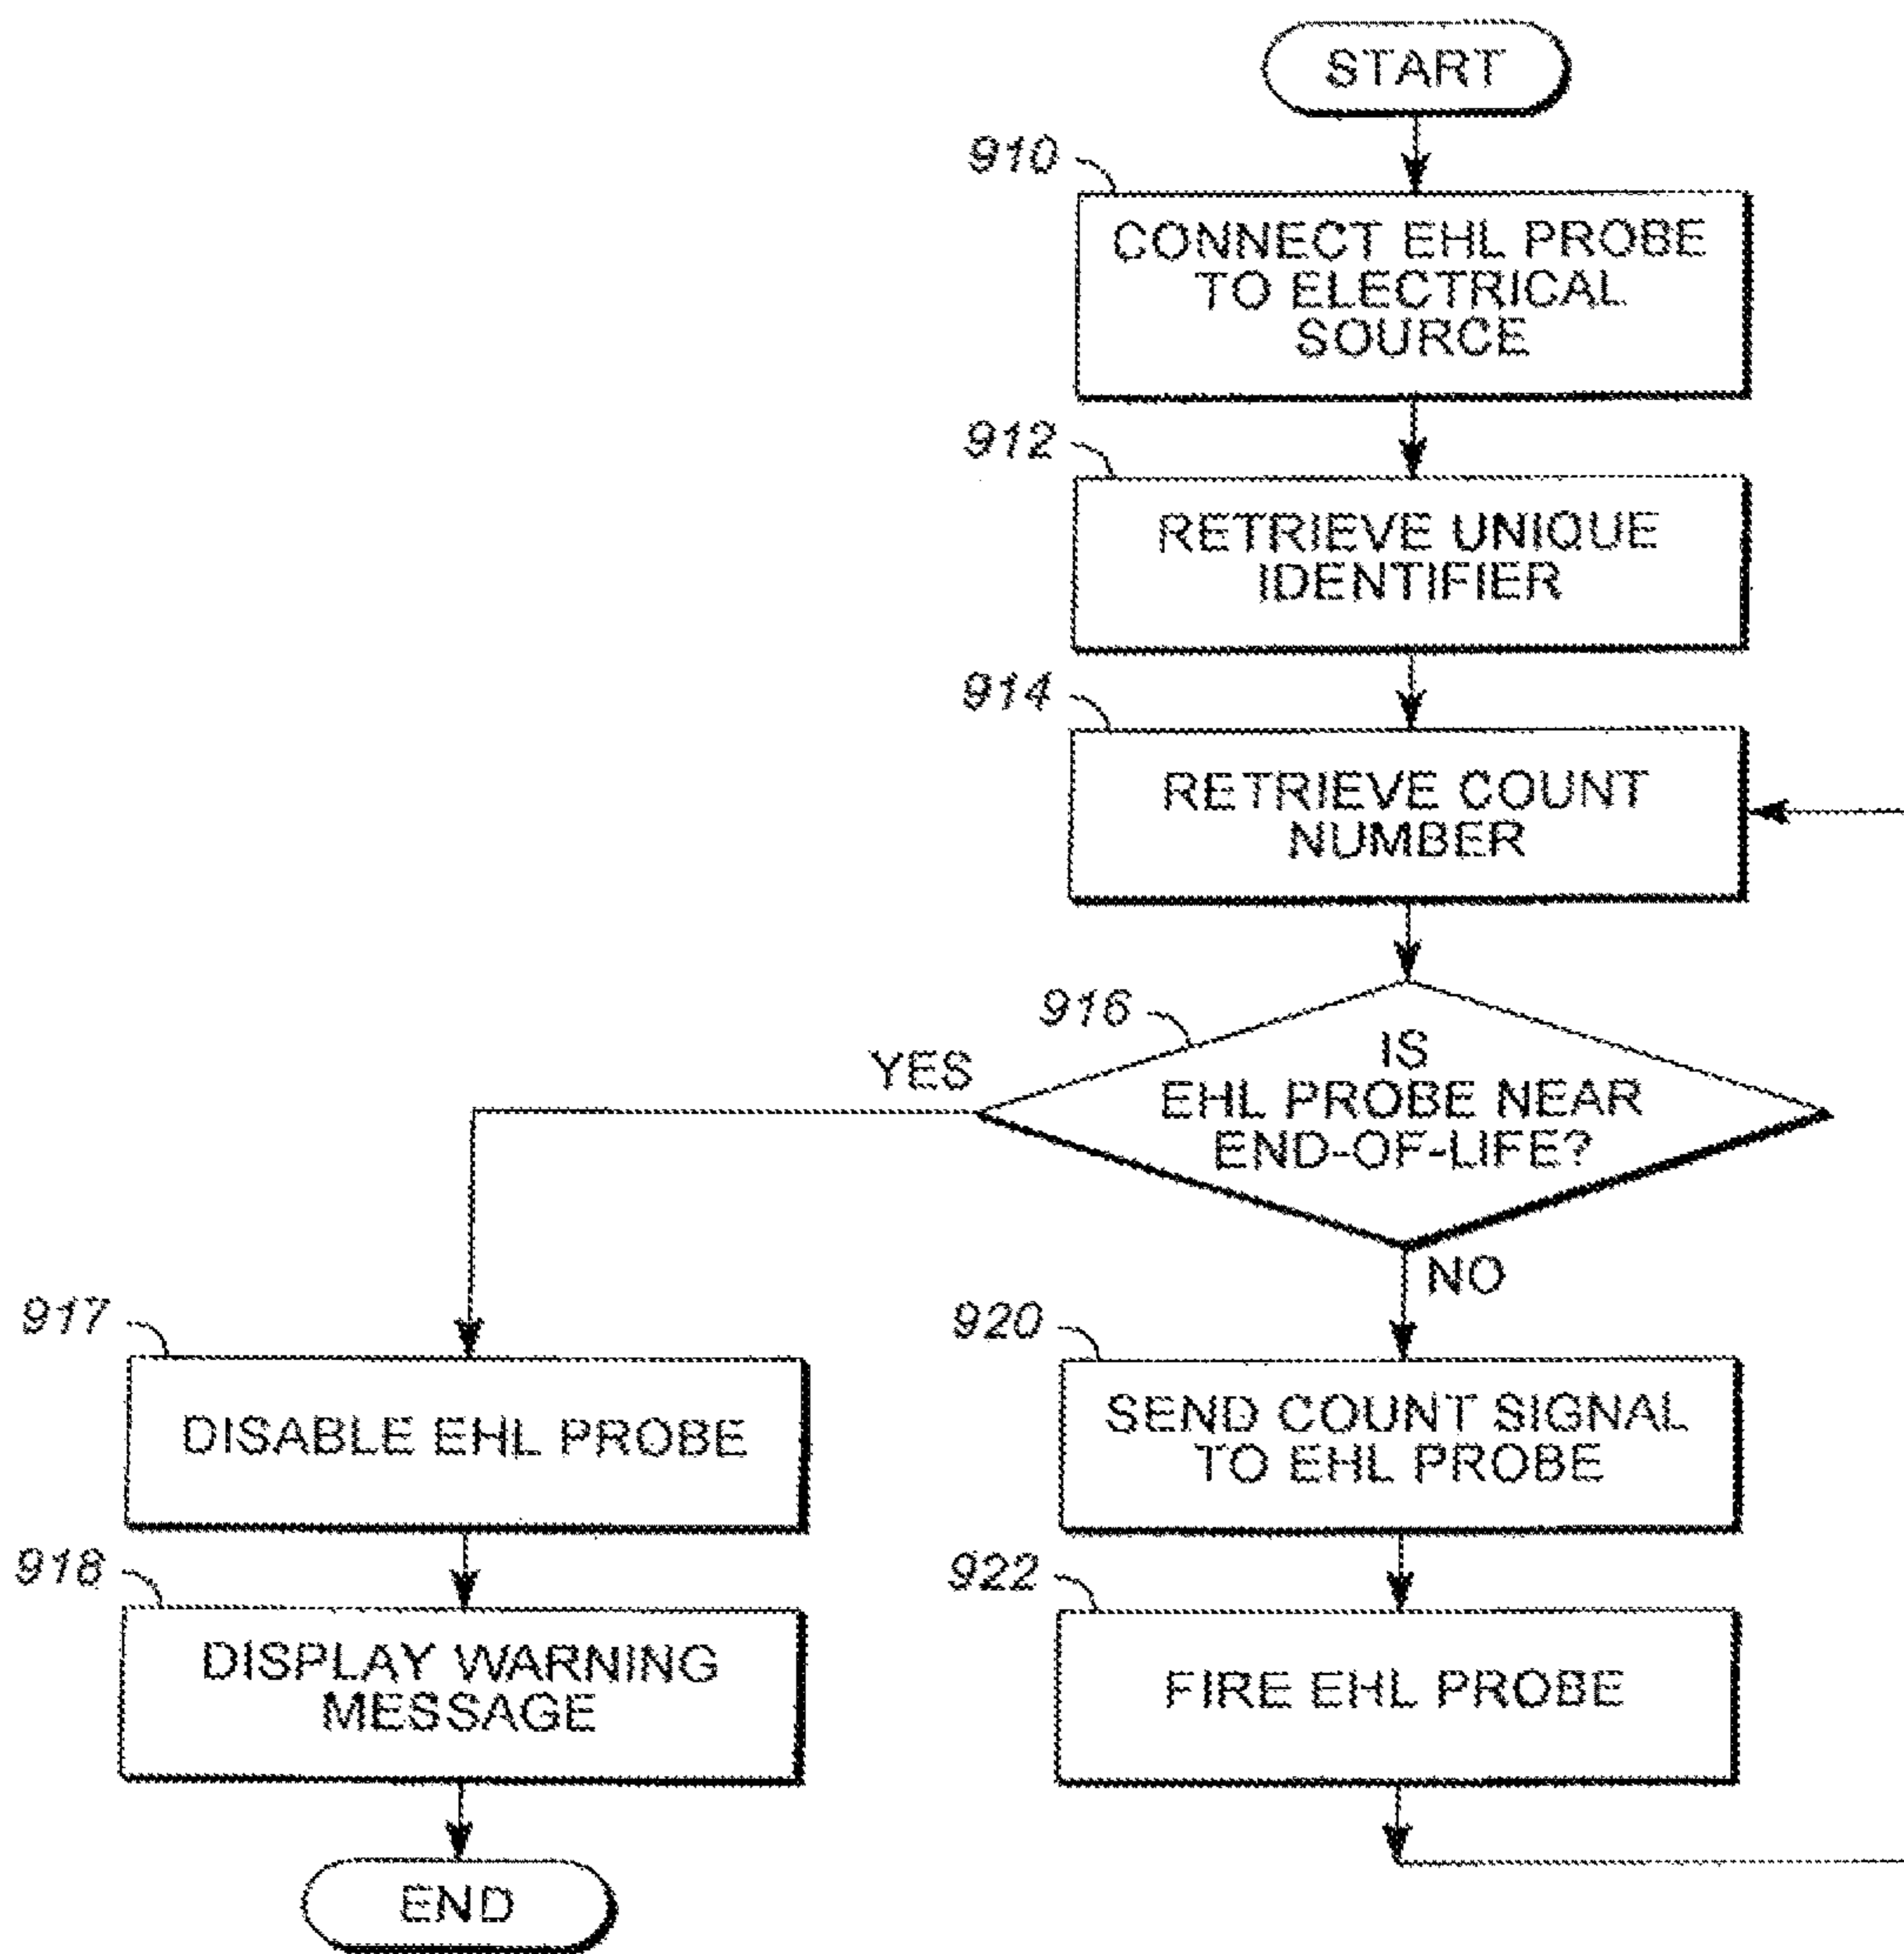 START
910
CONNECT EHL PROBE
TO ELECTRICAL
SOURCE
912
RETRIEVE UNIQUE
IDENTIFIER
914
RETRIEVE COUNT
NUMBER
916
IS
EHL PROBE NEAR
END-OF-LIFE?
YES
NO
917
DISABLE EHL PROBE
918
DISPLAY WARNING
MESSAGE
END
920
SEND COUNT SIGNAL
TO EHL PROBE
922
FIRE EHL PROBE